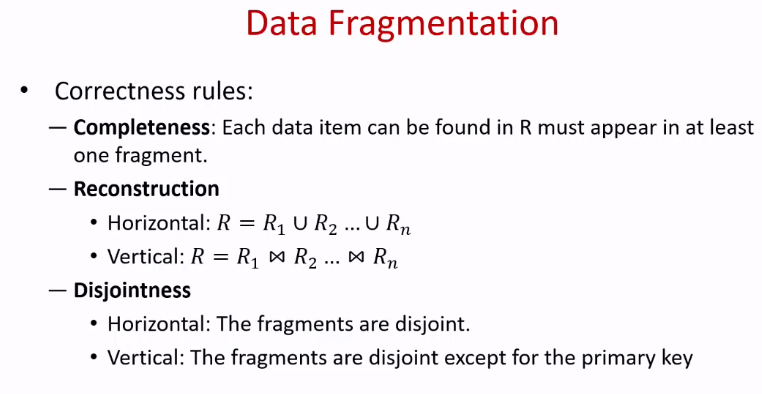 Data Fragmentation
• Correctness rules:
— Completeness: Each data item can be found in R must appear in at least
one fragment.
— Reconstruction
• Horizontal: R = R₁ ∪ R₂ ... ∪ Rₙ
• Vertical: R = R₁ ⋈ R₂ ... ⋈ Rₙ
— Disjointness
• Horizontal: The fragments are disjoint.
• Vertical: The fragments are disjoint except for the primary key